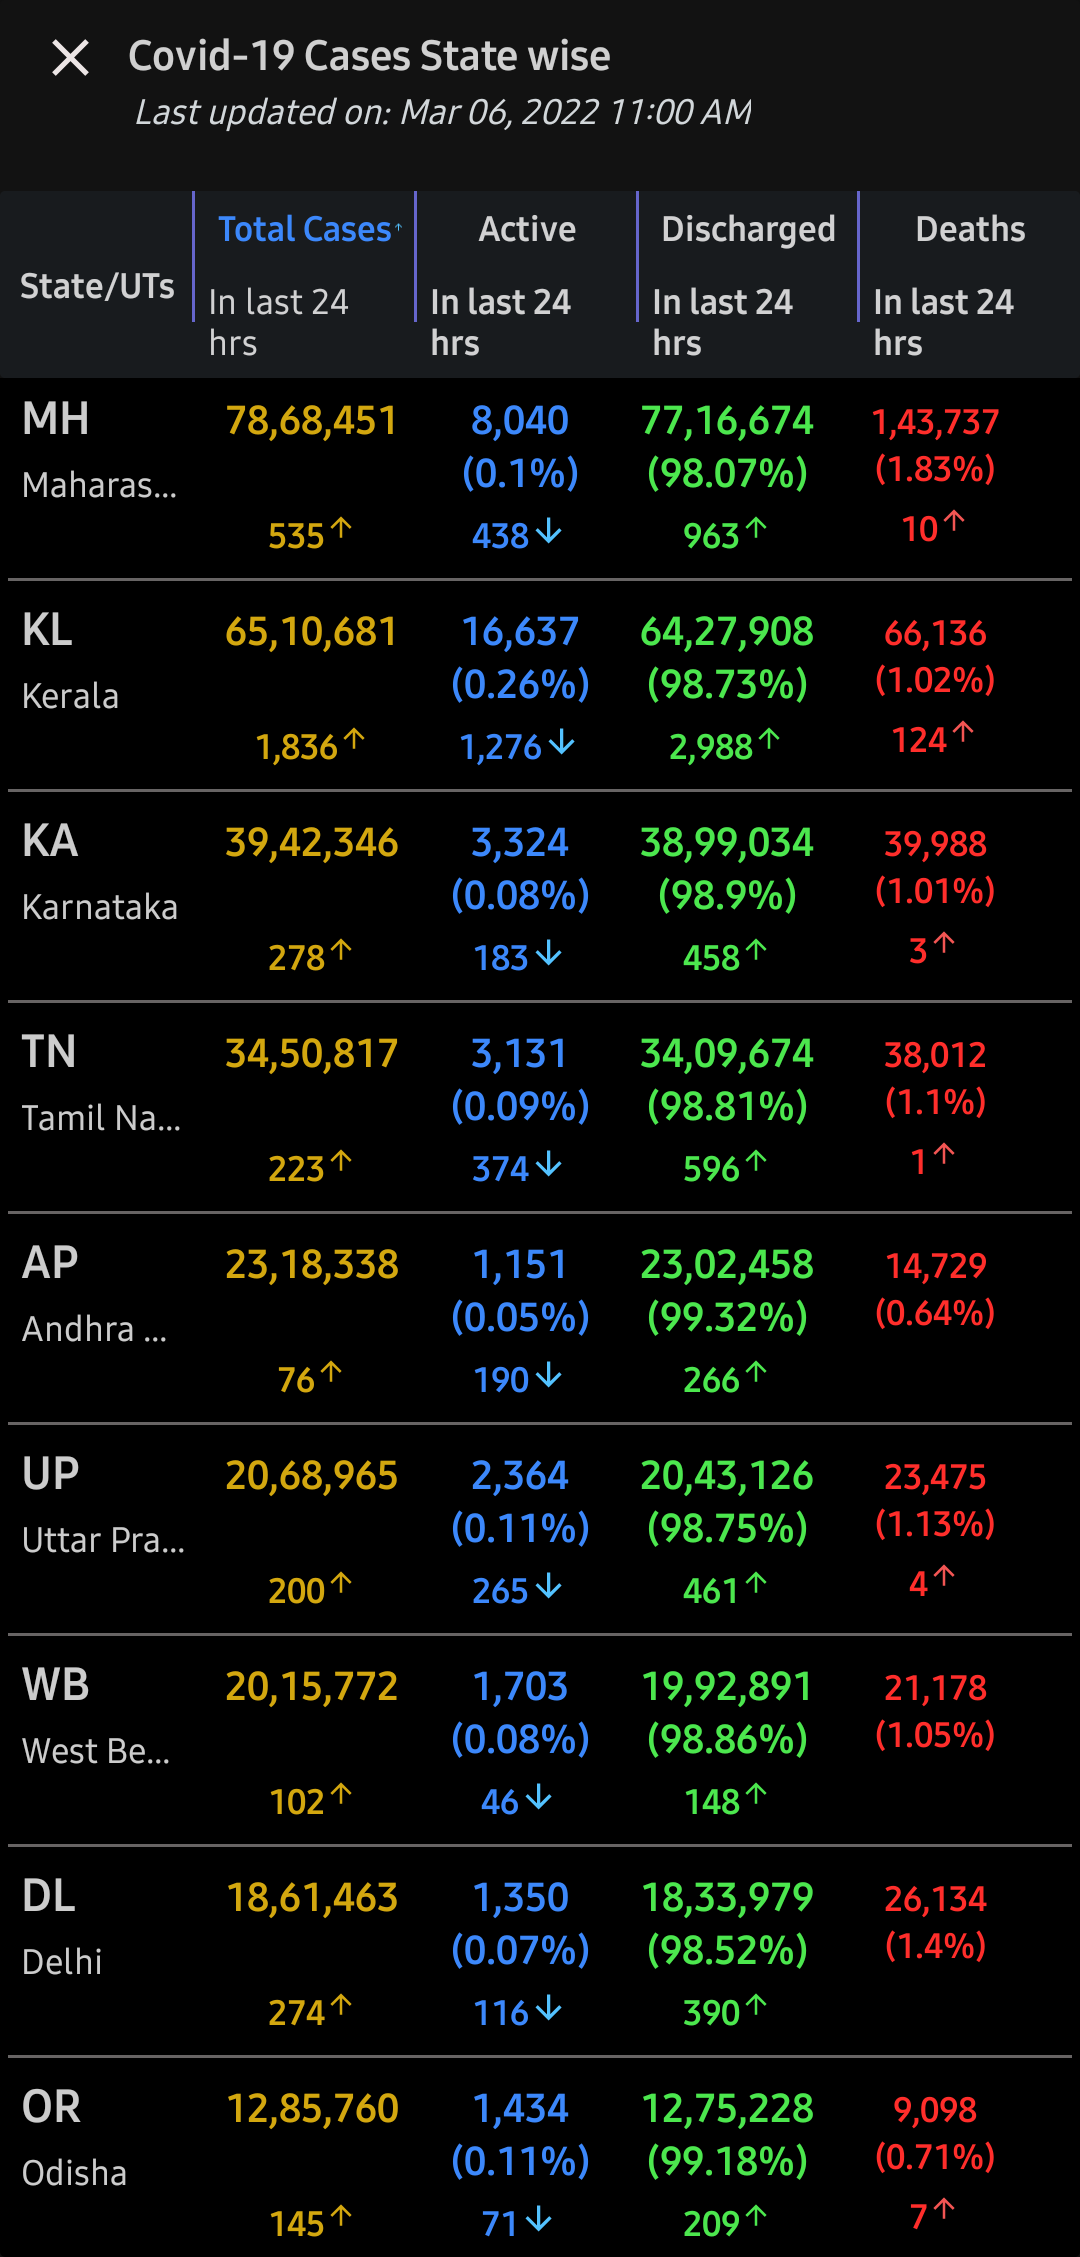 Covid-19 Cases State wise
Last updated on: Mar 06, 2022 11:00 AM
State/UTs Total Cases↑ Active Discharged Deaths
In last 24 hrs In last 24 hrs In last 24 hrs In last 24 hrs
MH 78,68,451 8,040 77,16,674 1,43,737
Maharas... (0.1%) (98.07%) (1.83%)
535↑ 438↓ 963↑ 10↑
KL 65,10,681 16,637 64,27,908 66,136
Kerala (0.26%) (98.73%) (1.02%)
1,836↑ 1,276↓ 2,988↑ 124↑
KA 39,42,346 3,324 38,99,034 39,988
Karnataka (0.08%) (98.9%) (1.01%)
278↑ 183↓ 458↑ 3↑
TN 34,50,817 3,131 34,09,674 38,012
Tamil Na... (0.09%) (98.81%) (1.1%)
223↑ 374↓ 596↑ 1↑
AP 23,18,338 1,151 23,02,458 14,729
Andhra ... (0.05%) (99.32%) (0.64%)
76↑ 190↓ 266↑
UP 20,68,965 2,364 20,43,126 23,475
Uttar Pra... (0.11%) (98.75%) (1.13%)
200↑ 265↓ 461↑ 4↑
WB 20,15,772 1,703 19,92,891 21,178
West Be... (0.08%) (98.86%) (1.05%)
102↑ 46↓ 148↑
DL 18,61,463 1,350 18,33,979 26,134
Delhi (0.07%) (98.52%) (1.4%)
274↑ 116↓ 390↑
OR 12,85,760 1,434 12,75,228 9,098
Odisha (0.11%) (99.18%) (0.71%)
145↑ 71↓ 209↑ 7↑